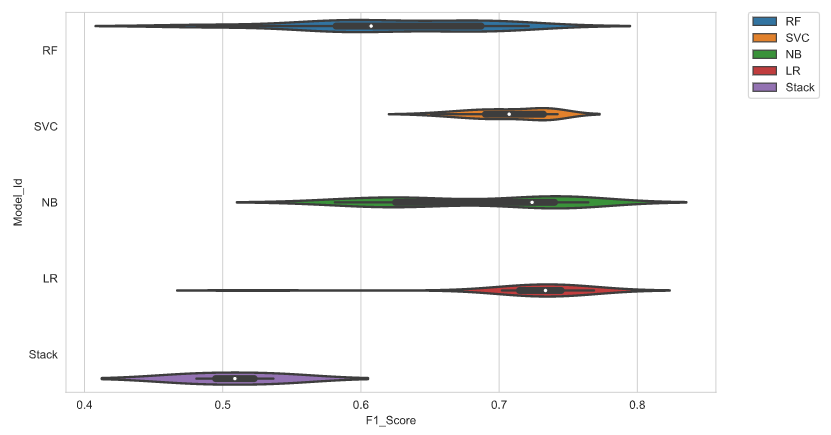 RF
SVC
NB
LR
Stack
Model_Id
RF
SVC
NB
LR
Stack
0.4 0.5 0.6 0.7 0.8
F1_Score